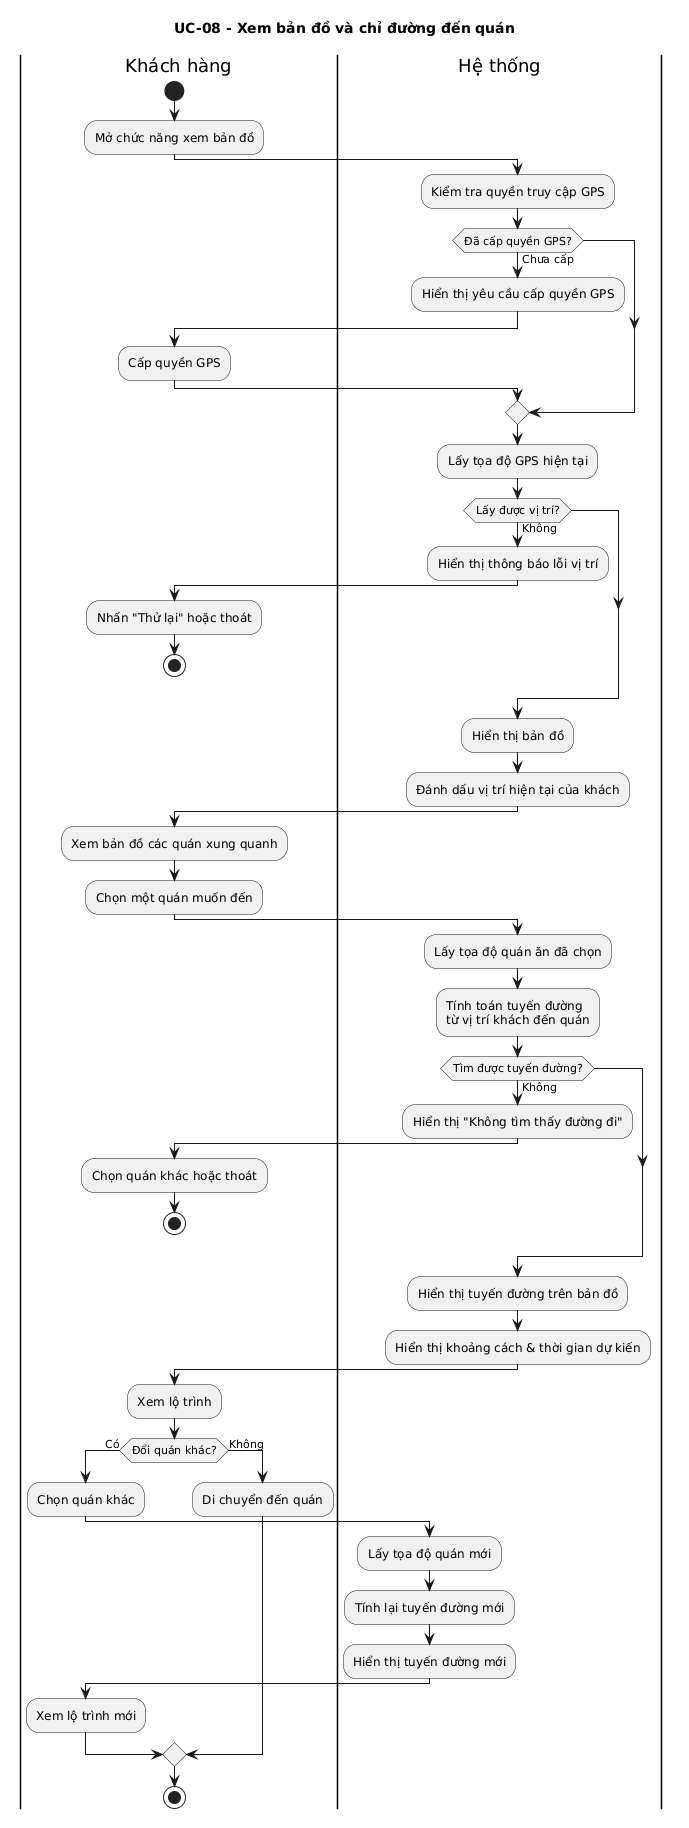 UC-08 - Xem bản đồ và chỉ đường đến quán
Khách hàng
Hệ thống
Mở chức năng xem bản đồ
Kiểm tra quyền truy cập GPS
Đã cấp quyền GPS?
Chưa cấp
Hiển thị yêu cầu cấp quyền GPS
Cấp quyền GPS
Lấy tọa độ GPS hiện tại
Lấy được vị trí?
Không
Hiển thị thông báo lỗi vị trí
Nhấn "Thử lại" hoặc thoát
Hiển thị bản đồ
Đánh dấu vị trí hiện tại của khách
Xem bản đồ các quán xung quanh
Chọn một quán muốn đến
Lấy tọa độ quán ăn đã chọn
Tính toán tuyến đường
từ vị trí khách đến quán
Tìm được tuyến đường?
Không
Hiển thị "Không tìm thấy đường đi"
Chọn quán khác hoặc thoát
Hiển thị tuyến đường trên bản đồ
Hiển thị khoảng cách & thời gian dự kiến
Xem lộ trình
Đổi quán khác?
Có
Không
Chọn quán khác
Di chuyển đến quán
Lấy tọa độ quán mới
Tính lại tuyến đường mới
Hiển thị tuyến đường mới
Xem lộ trình mới